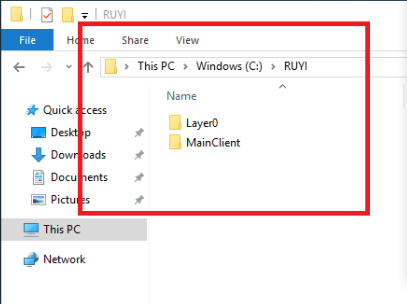 RUYI
File Home Share View
This PC > Windows (C:) > RUYI
Name
Quick access
Desktop
Downloads
Documents
Pictures
This PC
Network
Layer0
MainClient